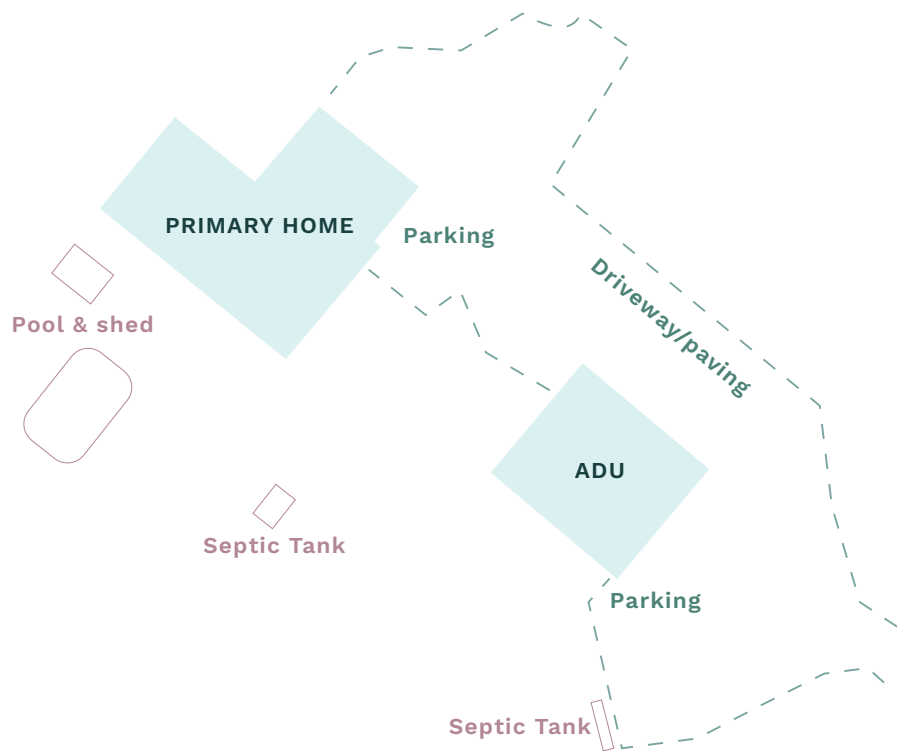 PRIMARY HOME
Parking
Driveway/paving
Pool & shed
ADU
Septic Tank
Parking
Septic Tank